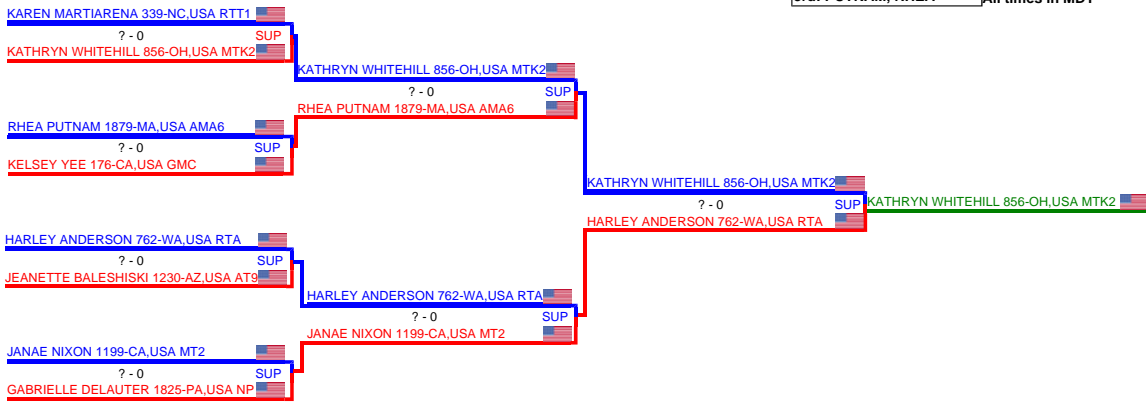 All times in MDT
KAREN MARTIARENA 339-NC,USA RTT1
? - 0 SUP
KATHRYN WHITEHILL 856-OH,USA MTK2
KATHRYN WHITEHILL 856-OH,USA MTK2
? - 0 SUP
RHEA PUTNAM 1879-MA,USA AMA6
RHEA PUTNAM 1879-MA,USA AMA6
? - 0 SUP
KELSEY YEE 176-CA,USA GMC
KATHRYN WHITEHILL 856-OH,USA MTK2
? - 0 SUP
HARLEY ANDERSON 762-WA,USA RTA
KATHRYN WHITEHILL 856-OH,USA MTK2
HARLEY ANDERSON 762-WA,USA RTA
? - 0 SUP
JEANETTE BALESHISKI 1230-AZ,USA AT9
HARLEY ANDERSON 762-WA,USA RTA
? - 0 SUP
JANAE NIXON 1199-CA,USA MT2
JANAE NIXON 1199-CA,USA MT2
? - 0 SUP
GABRIELLE DELAUTER 1825-PA,USA NP